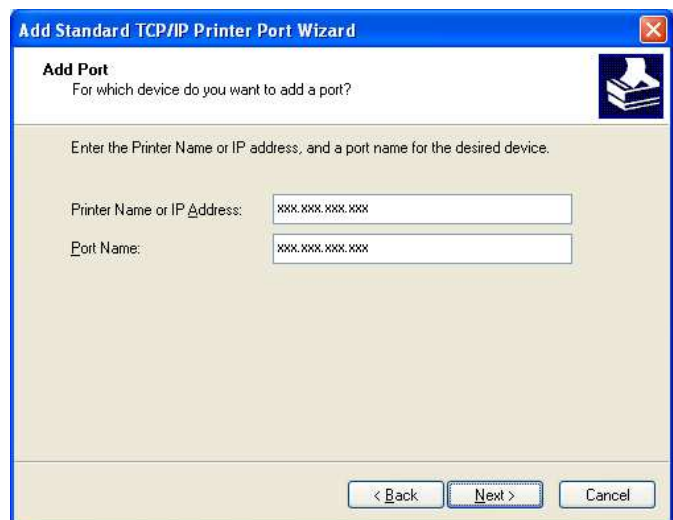 Add Standard TCP/IP Printer Port Wizard
Add Port
For which device do you want to add a port?
Enter the Printer Name or IP address, and a port name for the desired device.
Printer Name or IP Address: xxx.xxx.xxx.xxx
Port Name: xxx.xxx.xxx.xxx
< Back Next > Cancel